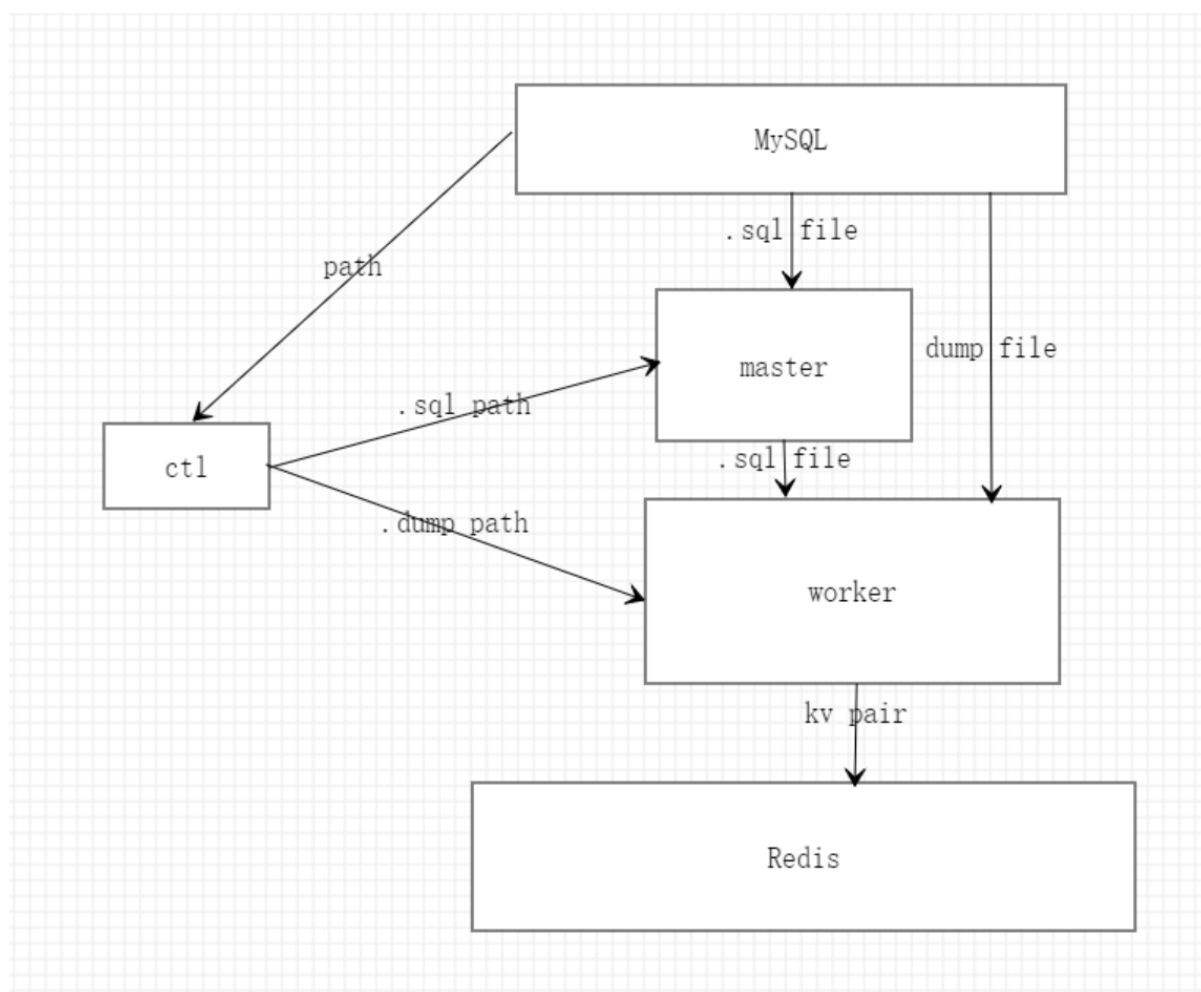 MySQL
.sql file
path
dump file
master
.sql path
ctl
.sql file
.dump path
worker
kv pair
Redis